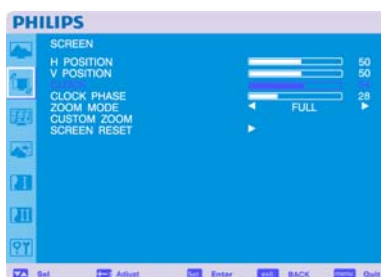 PHILIPS
SCREEN
H POSITION 50
V POSITION 50
CLOCK
CLOCK PHASE 28
ZOOM MODE FULL
CUSTOM ZOOM
SCREEN RESET
Sel Adjust Set Enter exit BACK menu Quit